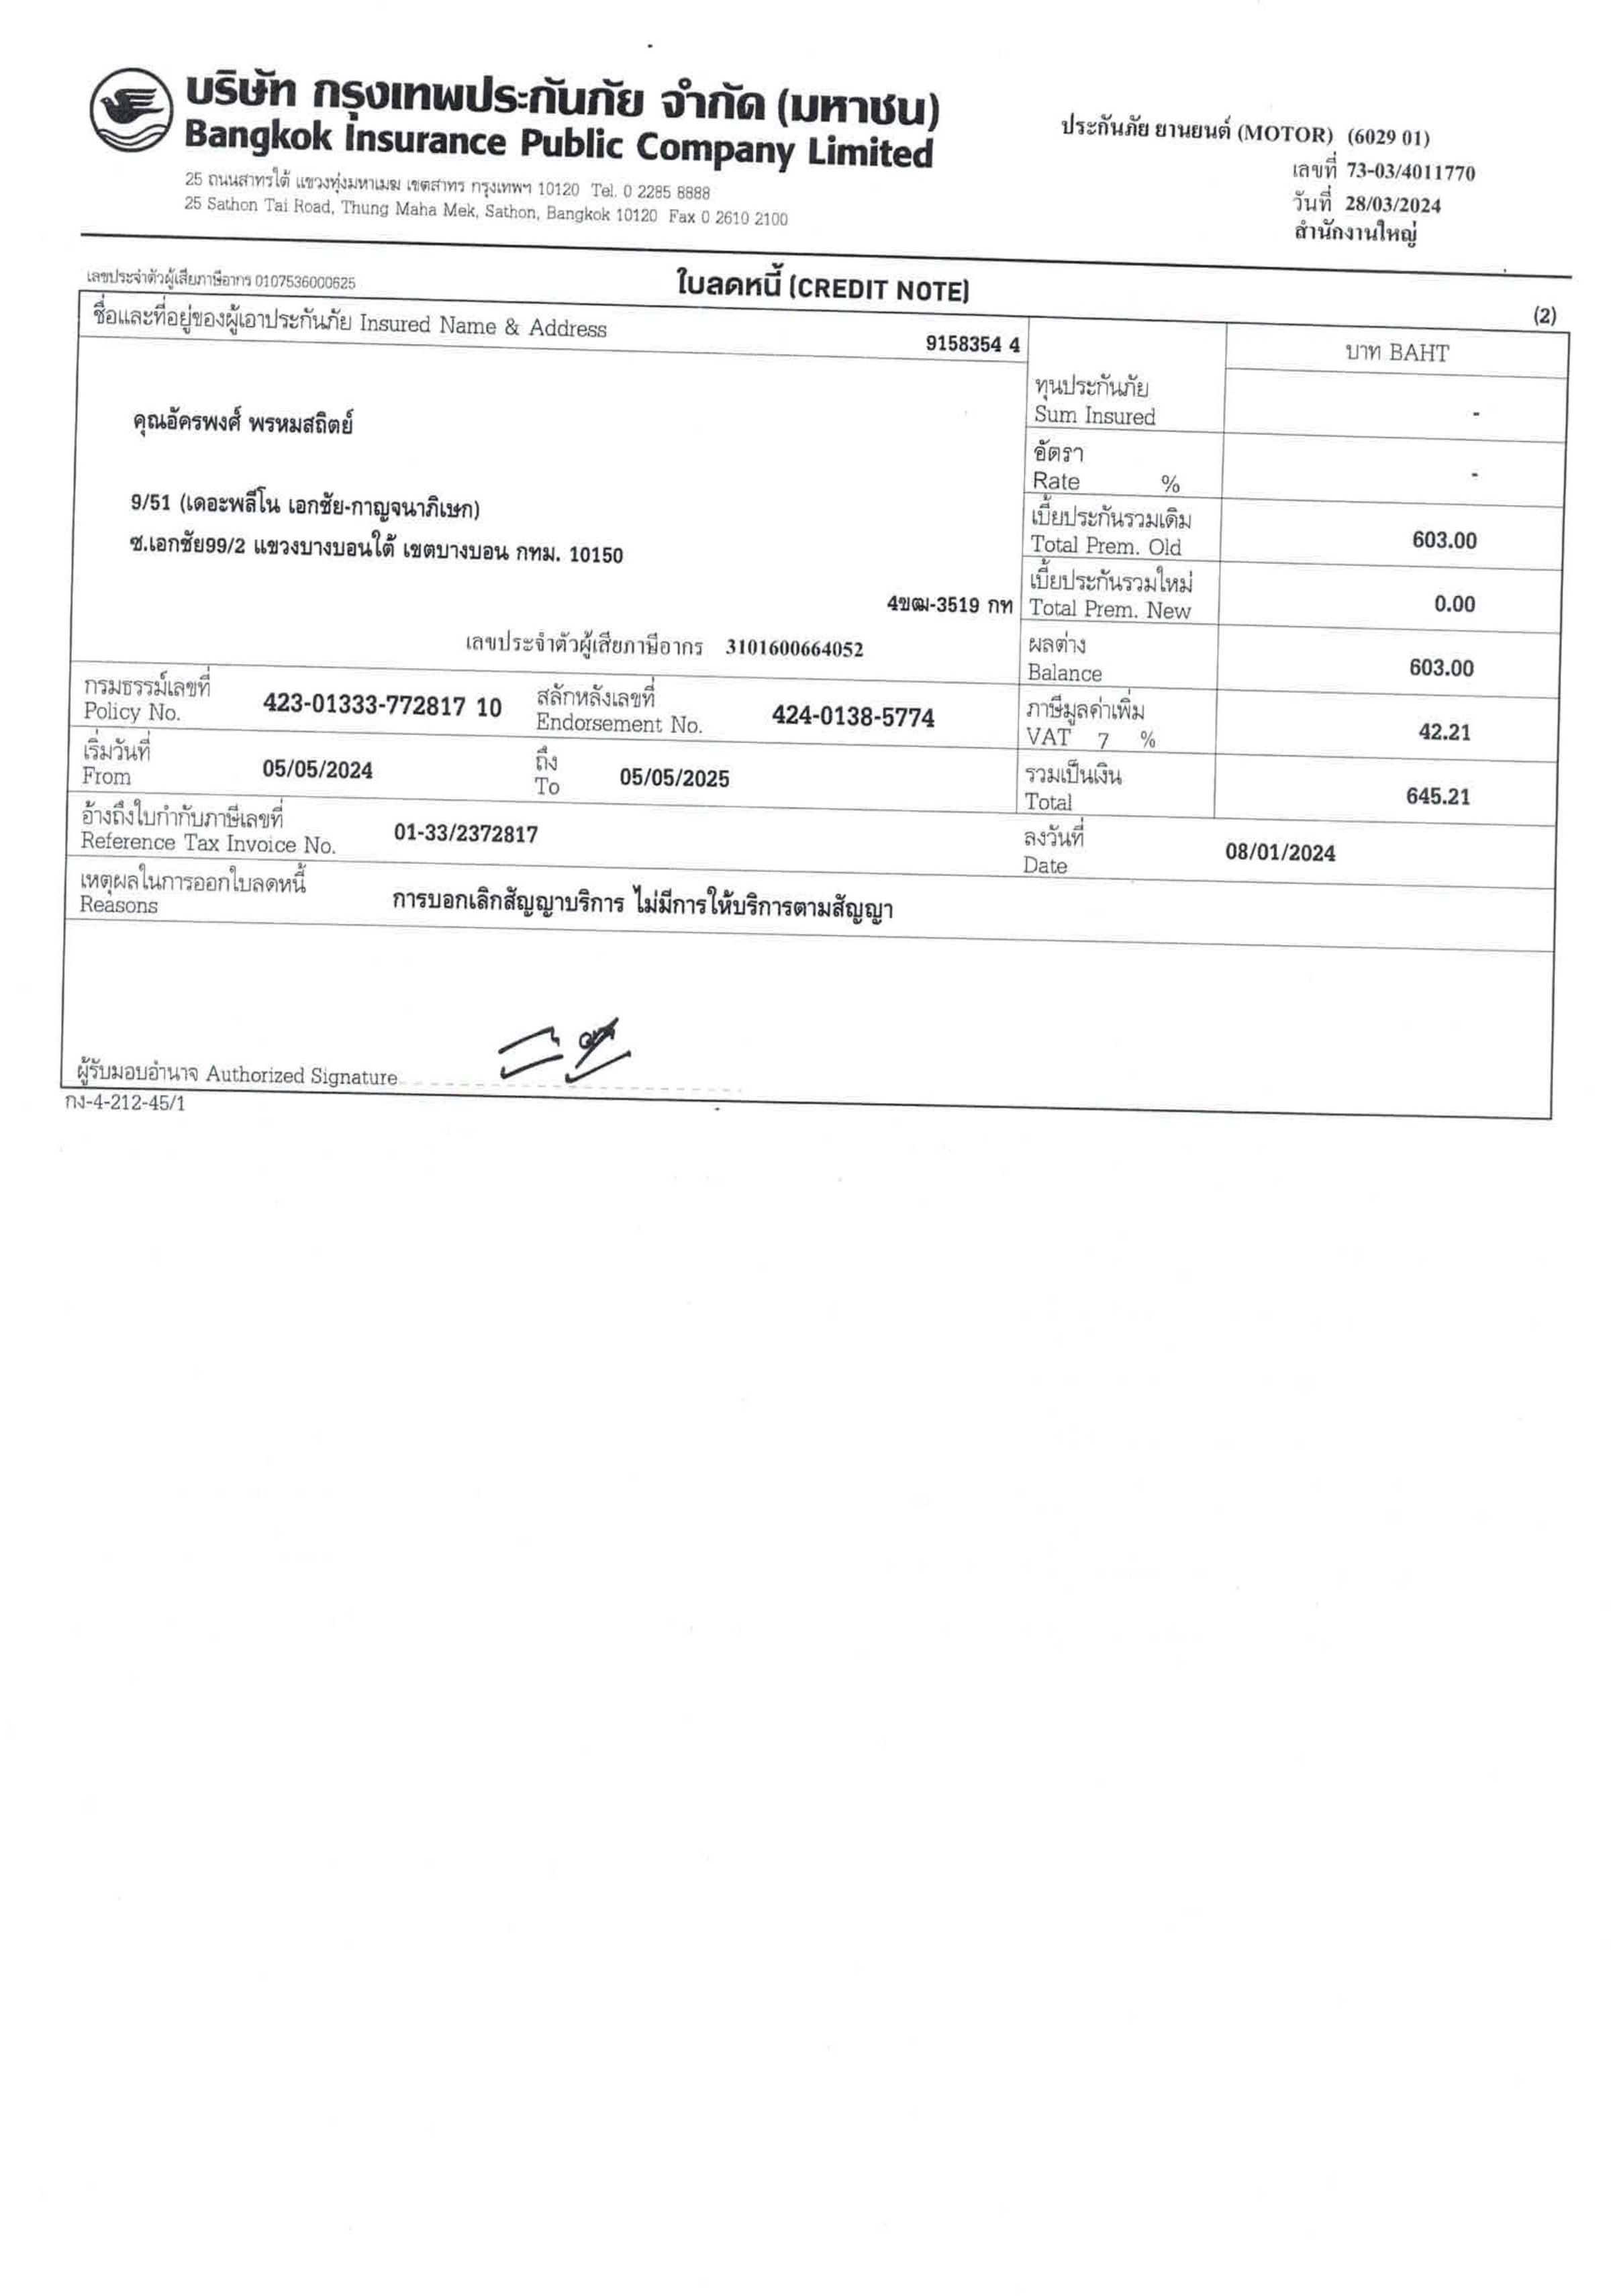 บริษัท กรุงเทพประกันภัย จำกัด (มหาชน)
Bangkok Insurance Public Company Limited
25 ถนนสาทรใต้ แขวงทุ่งมหาเมฆ เขตสาทร กรุงเทพฯ 10120 Tel. 0 2285 8888
25 Sathon Tai Road, Thung Maha Mek, Sathon, Bangkok 10120 Fax 0 2610 2100
ประกันภัย ยานยนต์ (MOTOR) (6029 01)
เลขที่ 73-03/4011770
วันที่ 28/03/2024
สำนักงานใหญ่
เลขประจำตัวผู้เสียภาษีอากร 0107536000625
ใบลดหนี้ (CREDIT NOTE)
(2)
ชื่อและที่อยู่ของผู้เอาประกันภัย Insured Name & Address
9158354 4
บาท BAHT
คุณอัครพงศ์ พรหมสถิตย์
9/51 (เดอะพลีโน เอกชัย-กาญจนาภิเษก)
ซ.เอกชัย99/2 แขวงบางบอนใต้ เขตบางบอน กทม. 10150
4ขฒ-3519 กท
เลขประจำตัวผู้เสียภาษีอากร 3101600664052
ทุนประกันภัย
Sum Insured -
อัตรา
Rate % -
เบี้ยประกันรวมเดิม
Total Prem. Old 603.00
เบี้ยประกันรวมใหม่
Total Prem. New 0.00
ผลต่าง
Balance 603.00
กรมธรรม์เลขที่
Policy No. 423-01333-772817 10
สลักหลังเลขที่
Endorsement No. 424-0138-5774
ภาษีมูลค่าเพิ่ม
VAT 7 % 42.21
เริ่มวันที่
From 05/05/2024
ถึง
To 05/05/2025
รวมเป็นเงิน
Total 645.21
อ้างถึงใบกำกับภาษีเลขที่
Reference Tax Invoice No. 01-33/2372817
ลงวันที่
Date 08/01/2024
เหตุผลในการออกใบลดหนี้
Reasons การบอกเลิกสัญญาบริการ ไม่มีการให้บริการตามสัญญา
ผู้รับมอบอำนาจ Authorized Signature
กง-4-212-45/1